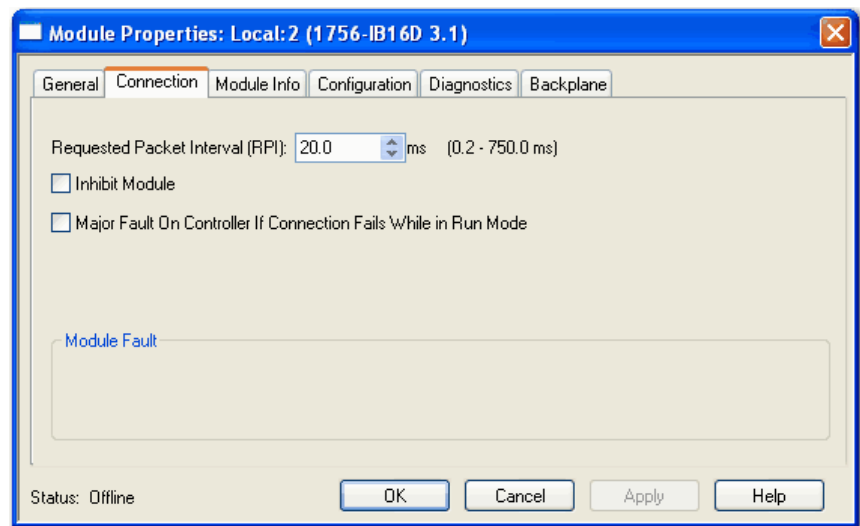 Module Properties: Local:2 (1756-IB16D 3.1)
General Connection Module Info Configuration Diagnostics Backplane
Requested Packet Interval (RPI): 20.0 ms (0.2 - 750.0 ms)
Inhibit Module
Major Fault On Controller If Connection Fails While in Run Mode
Module Fault
Status: Offline OK Cancel Apply Help